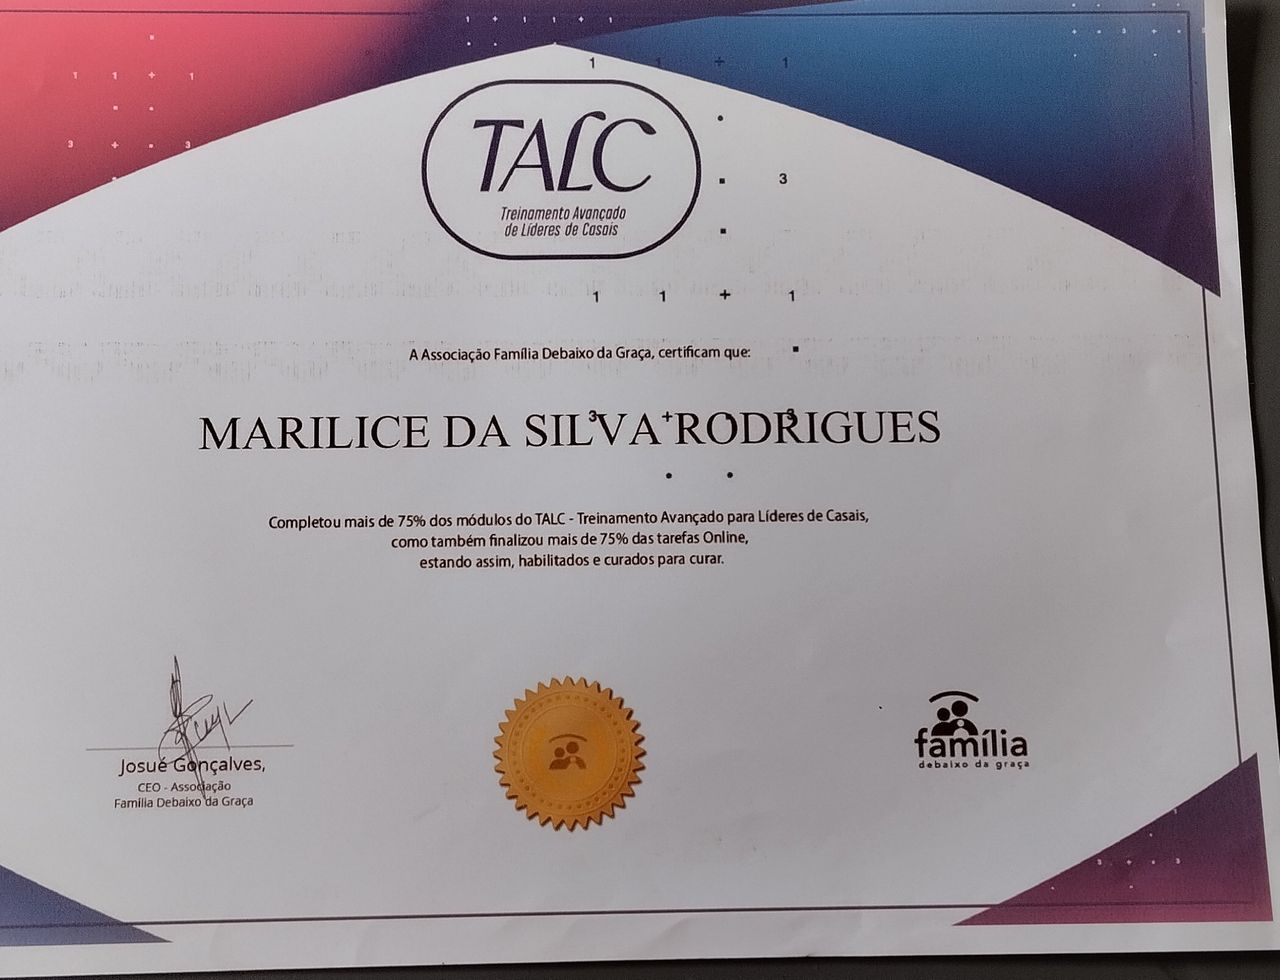 TALC
Treinamento Avançado
de Líderes de Casais
A Associação Família Debaixo da Graça, certificam que:
MARILICE DA SILVA RODRIGUES
Completou mais de 75% dos módulos do TALC - Treinamento Avançado para Líderes de Casais,
como também finalizou mais de 75% das tarefas Online,
estando assim, habilitados e curados para curar.
Josué Gonçalves,
CEO - Associação
Família Debaixo da Graça
família
debaixo da graça